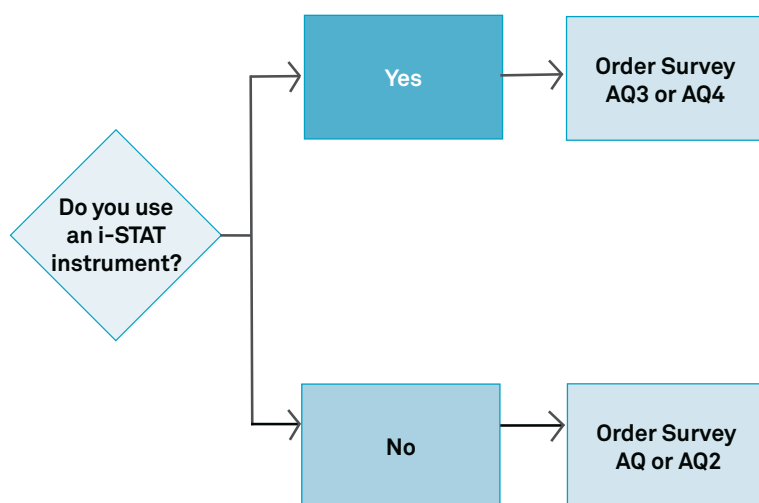 Do you use
an i-STAT
instrument?
Yes
Order Survey
AQ3 or AQ4
No
Order Survey
AQ or AQ2